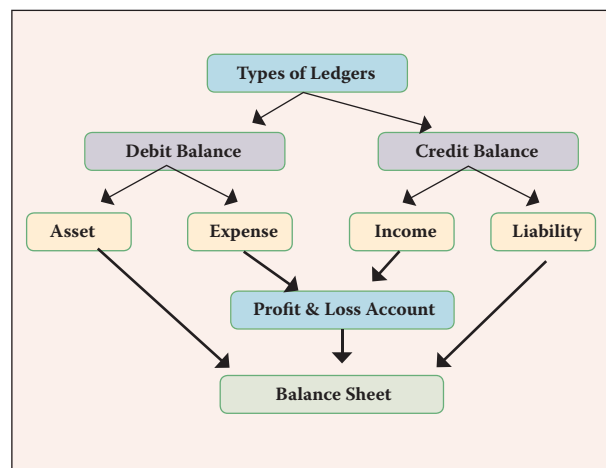 Types of Ledgers
Debit Balance
Credit Balance
Asset
Expense
Income
Liability
Profit & Loss Account
Balance Sheet